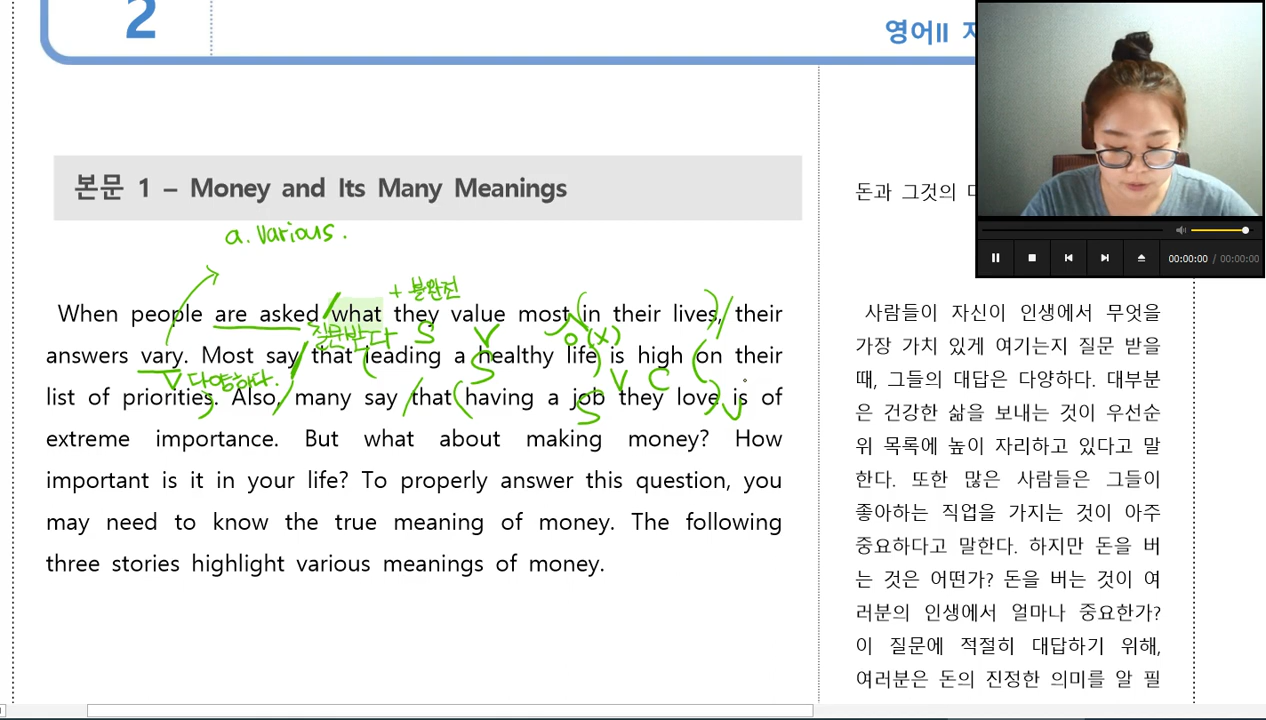 2
영어II
본문 1 – Money and Its Many Meanings
돈과 그것의
a. various.
+ 불완전
When people are asked what they value most in their lives, their
질문받다 S V O(X)
answers vary. Most say that leading a healthy life is high on their
V 다양하다. S V C
list of priorities. Also, many say that having a job they love is of
S V
extreme importance. But what about making money? How
important is it in your life? To properly answer this question, you
may need to know the true meaning of money. The following
three stories highlight various meanings of money.
사람들이 자신이 인생에서 무엇을
가장 가치 있게 여기는지 질문 받을
때, 그들의 대답은 다양하다. 대부분
은 건강한 삶을 보내는 것이 우선순
위 목록에 높이 자리하고 있다고 말
한다. 또한 많은 사람들은 그들이
좋아하는 직업을 가지는 것이 아주
중요하다고 말한다. 하지만 돈을 버
는 것은 어떤가? 돈을 버는 것이 여
러분의 인생에서 얼마나 중요한가?
이 질문에 적절히 대답하기 위해,
여러분은 돈의 진정한 의미를 알 필
00:00:00 / 00:00:00